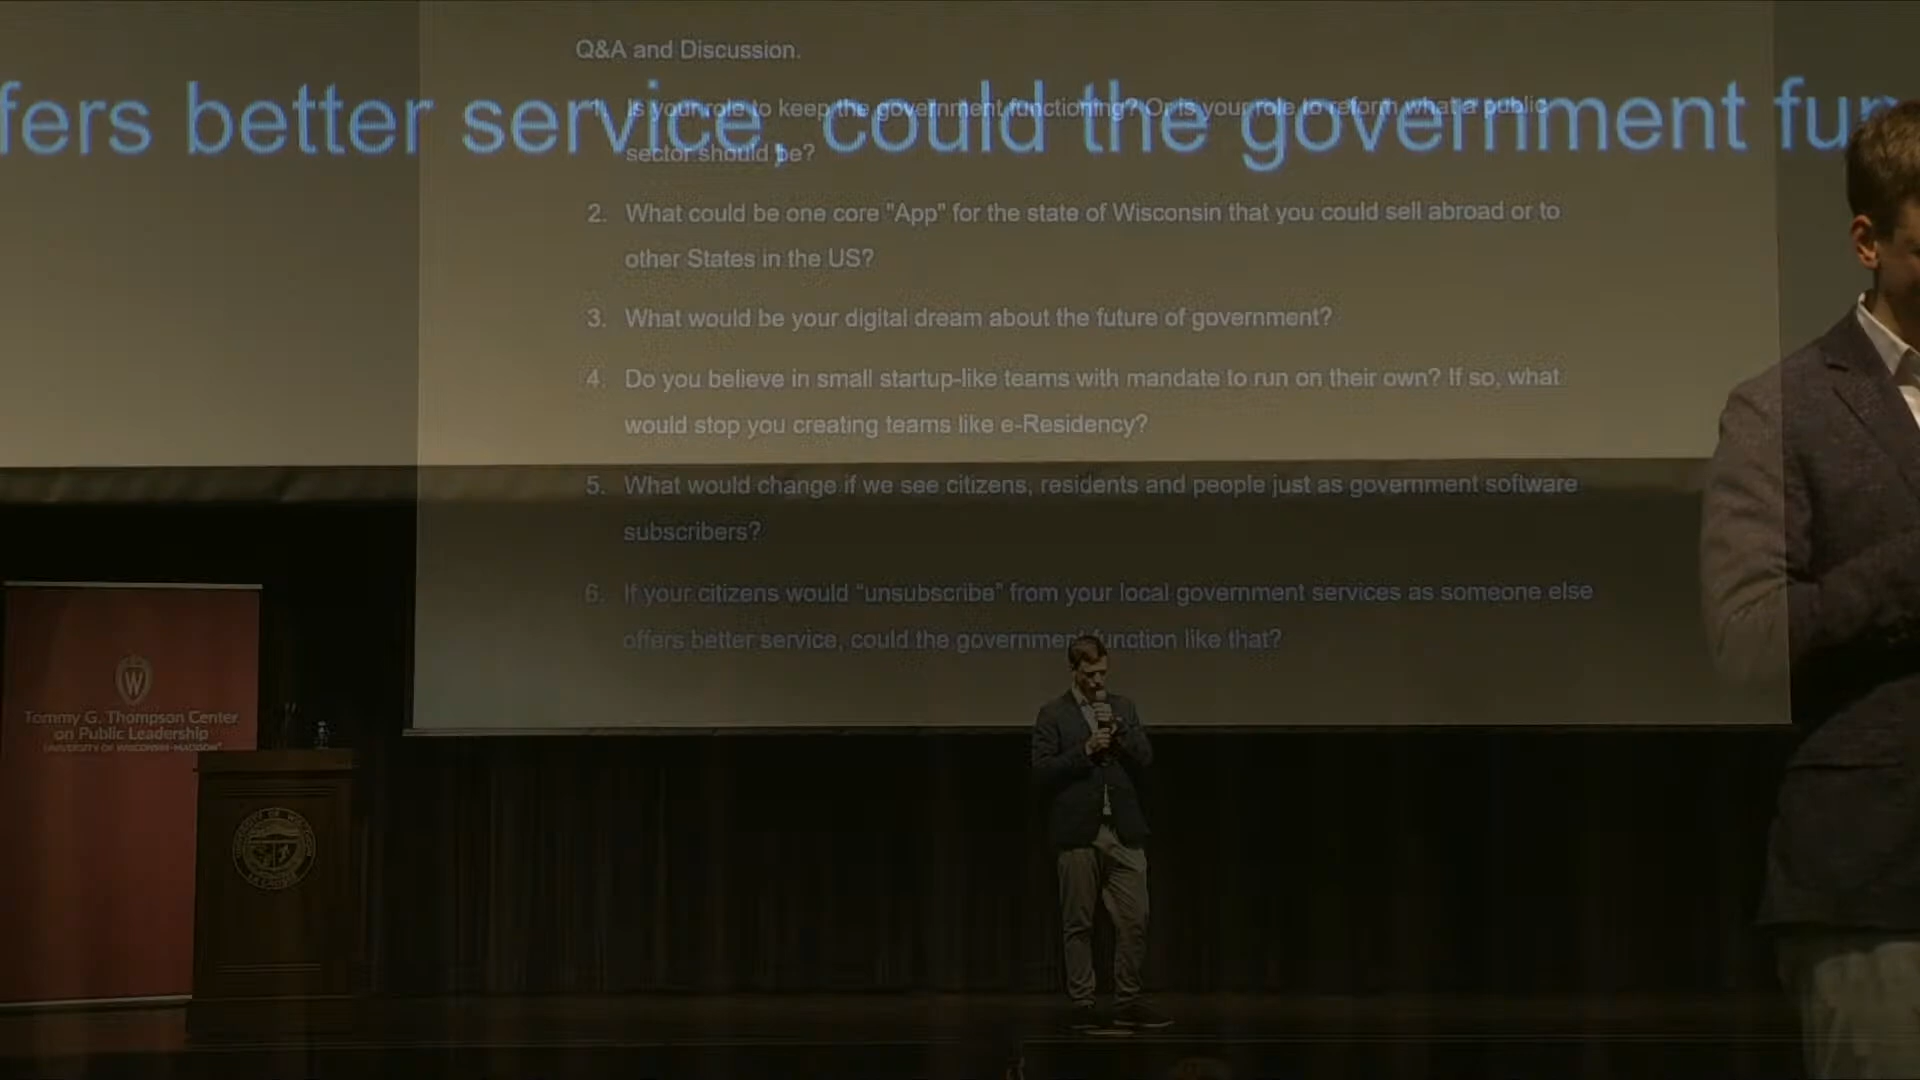 Q&A and Discussion.
fers better service, could the government fun
1. Is your role to keep the government functioning? Or is your role to reform what a public
sector should be?
2. What could be one core "App" for the state of Wisconsin that you could sell abroad or to
other States in the US?
3. What would be your digital dream about the future of government?
4. Do you believe in small startup-like teams with mandate to run on their own? If so, what
would stop you creating teams like e-Residency?
5. What would change if we see citizens, residents and people just as government software
subscribers?
6. If your citizens would “unsubscribe” from your local government services as someone else
offers better service, could the government function like that?
W
Tommy G. Thompson Center
on Public Leadership
UNIVERSITY OF WISCONSIN-MADISON